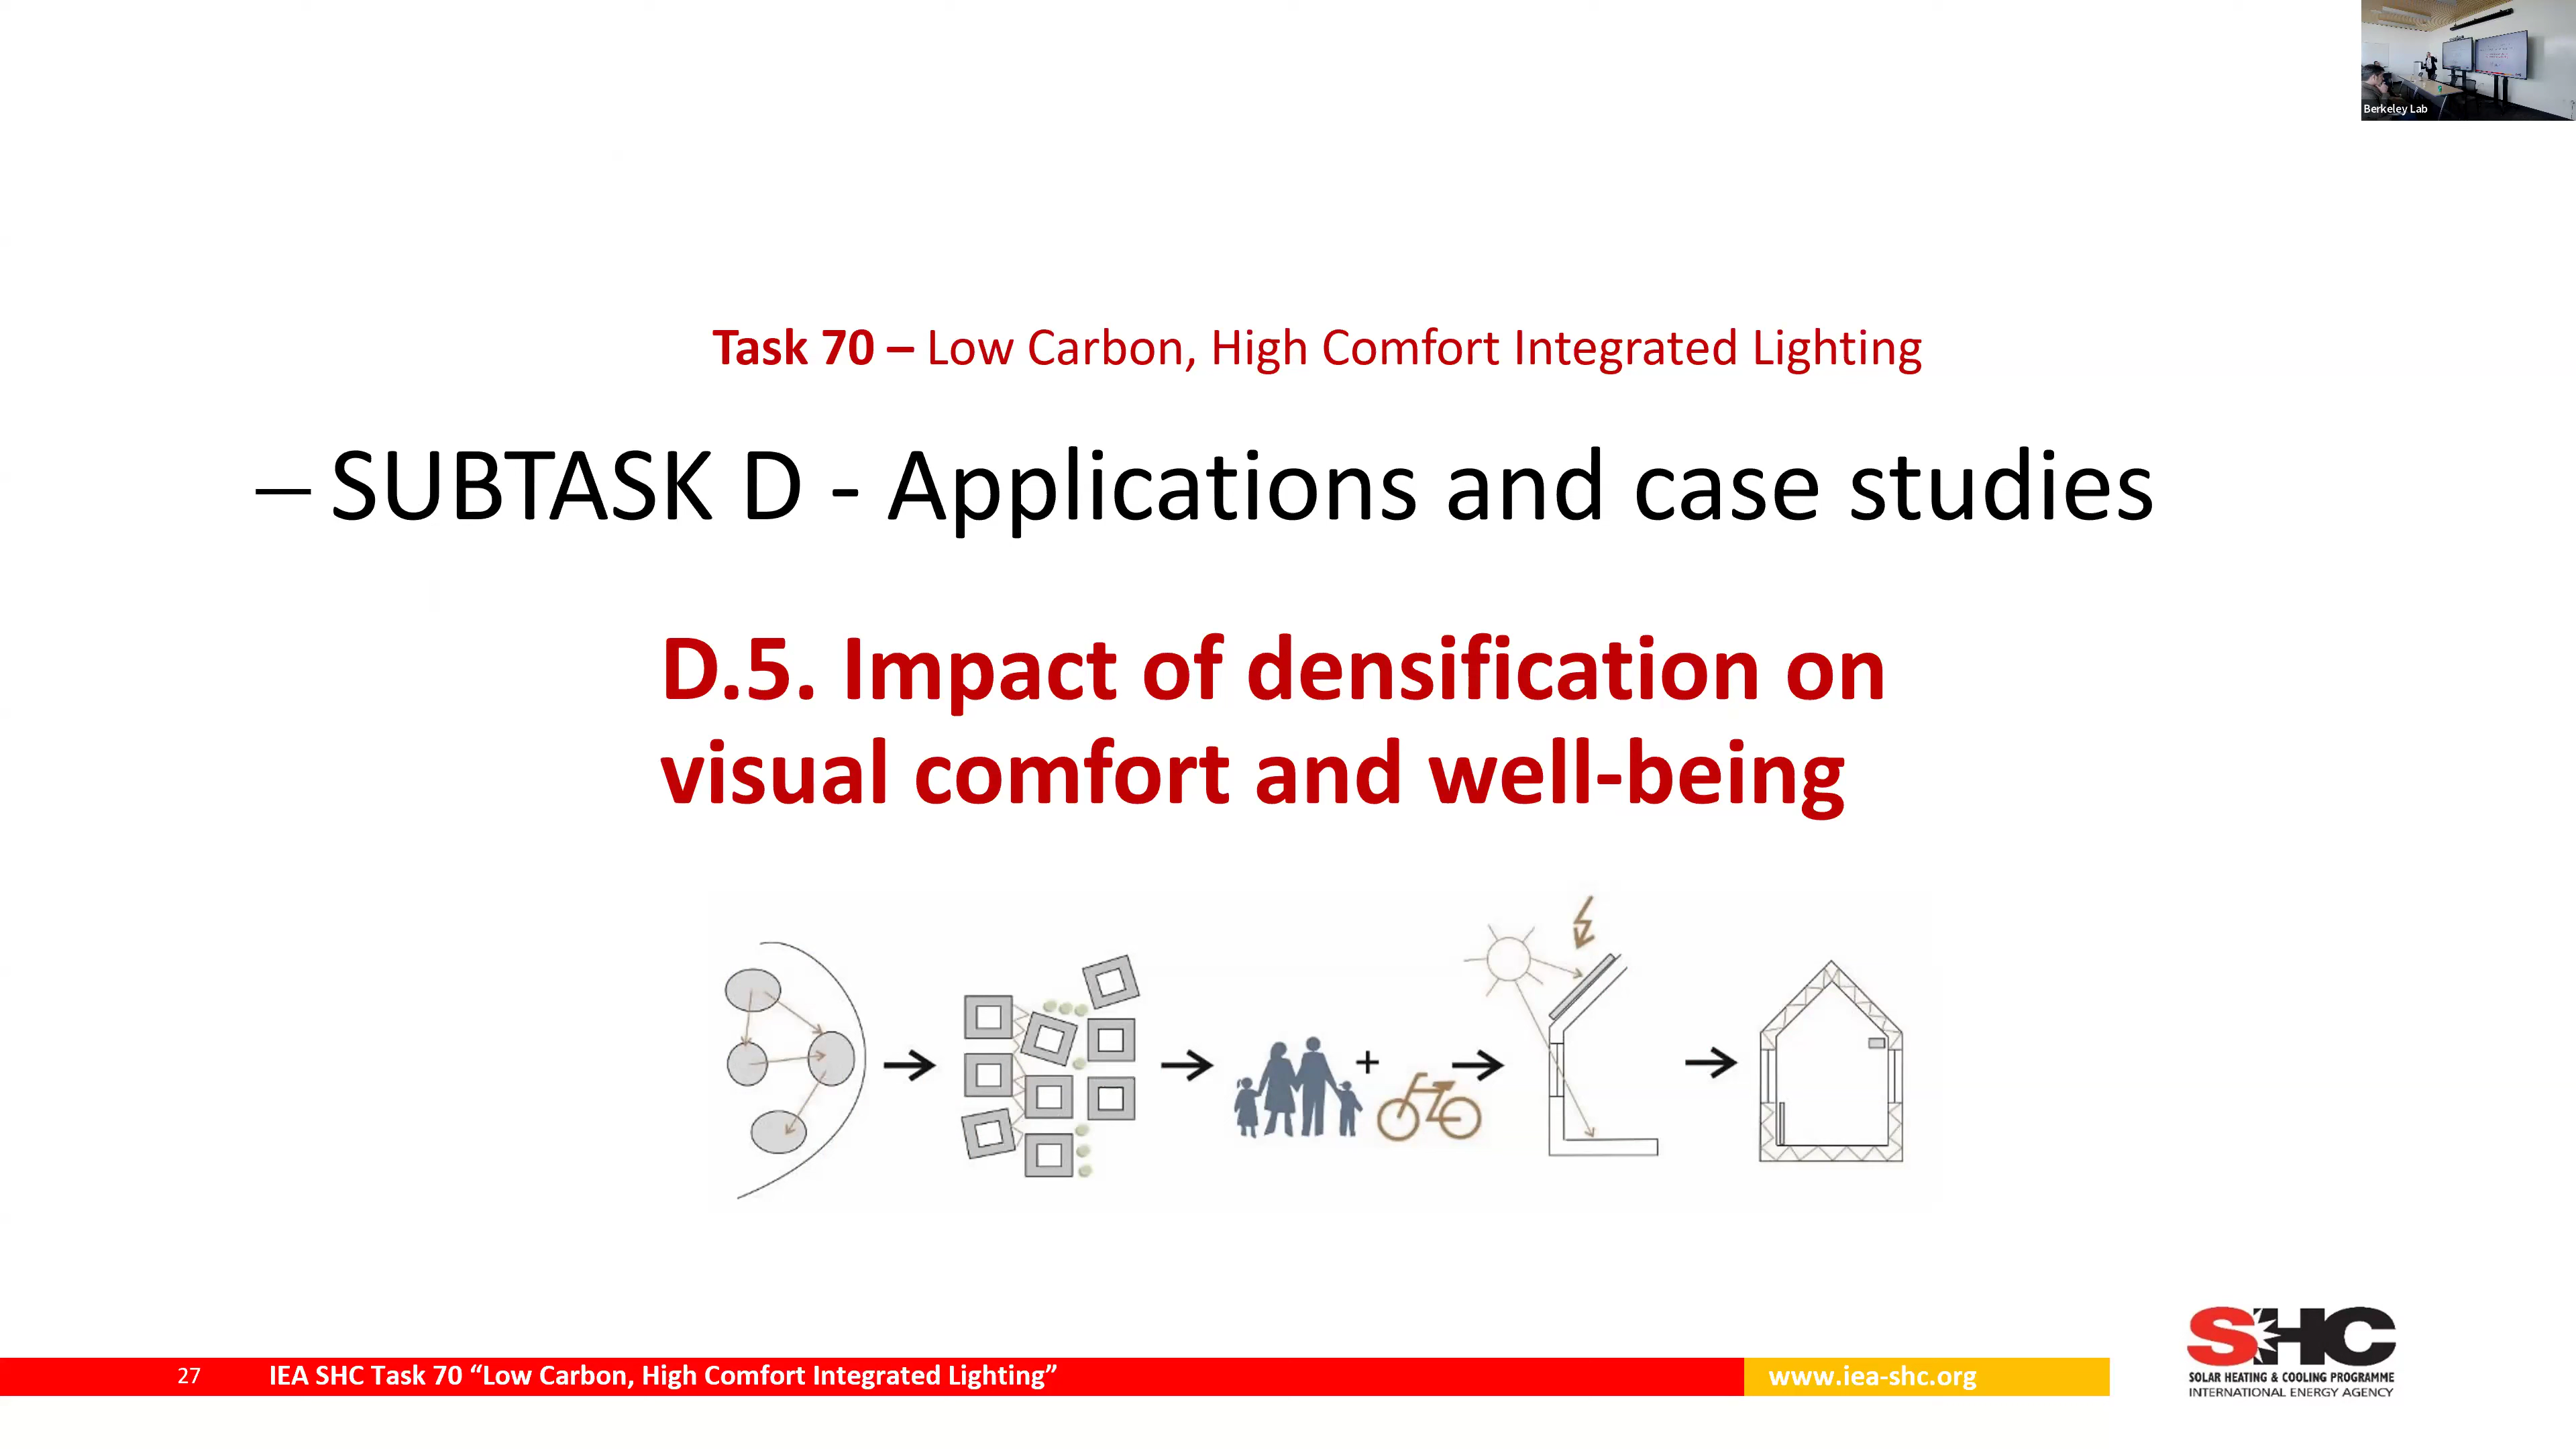 Berkeley Lab
Task 70 – Low Carbon, High Comfort Integrated Lighting
– SUBTASK D - Applications and case studies
D.5. Impact of densification on
visual comfort and well-being
+
27 IEA SHC Task 70 “Low Carbon, High Comfort Integrated Lighting” www.iea-shc.org
SHC
SOLAR HEATING & COOLING PROGRAMME
INTERNATIONAL ENERGY AGENCY